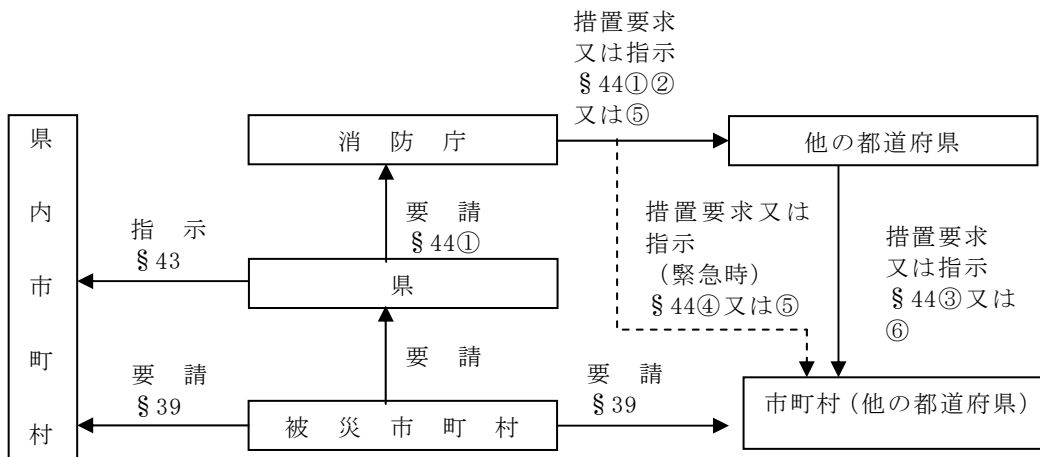 措置要求
又は指示
§44①②
又は⑤
県内市町村
消防庁
他の都道府県
指示
§43
要請
§44①
措置要求又は
指示
（緊急時）
§44④又は⑤
措置要求
又は指示
§44③又は
⑥
県
要請
§39
要請
要請
§39
被災市町村
市町村（他の都道府県）